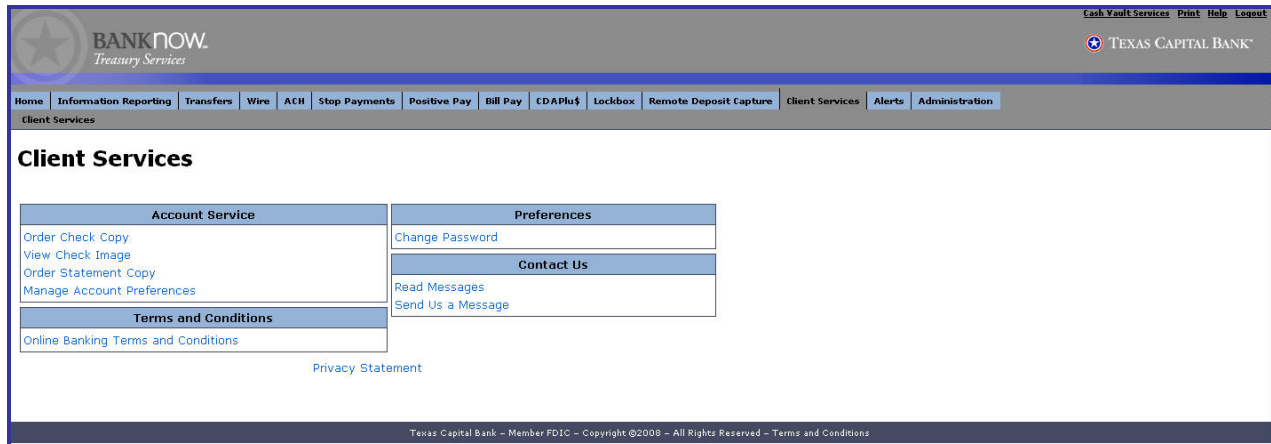 Cash Vault Services Print Help Logout
BANKNOW.
Treasury Services
TEXAS CAPITAL BANK™
Home Information Reporting Transfers Wire ACH Stop Payments Positive Pay Bill Pay CDAPlu$ Lockbox Remote Deposit Capture Client Services Alerts Administration
Client Services
Client Services
Account Service
Order Check Copy
View Check Image
Order Statement Copy
Manage Account Preferences
Terms and Conditions
Online Banking Terms and Conditions
Preferences
Change Password
Contact Us
Read Messages
Send Us a Message
Privacy Statement
Texas Capital Bank – Member FDIC – Copyright ©2008 – All Rights Reserved – Terms and Conditions